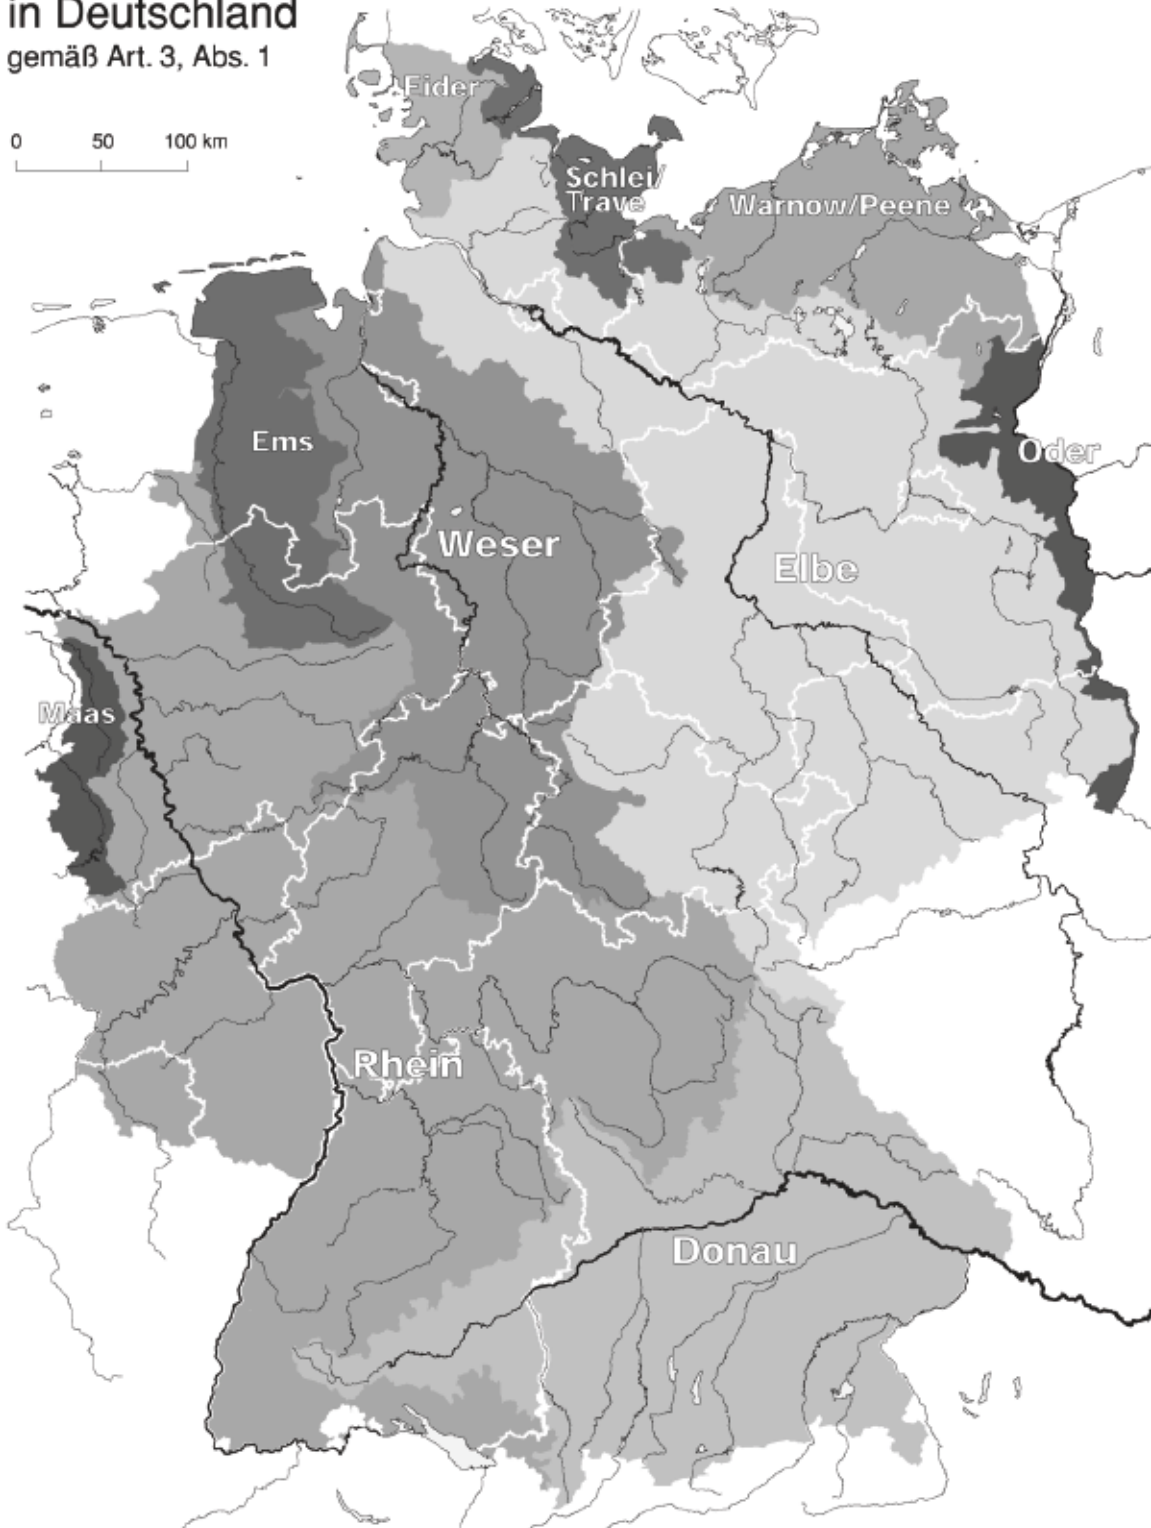 in Deutschland
gemäß Art. 3, Abs. 1
0 50 100 km
Eider
Schlei/
Trave
Warnow/Peene
Ems
Oder
Weser
Elbe
Maas
Rhein
Donau